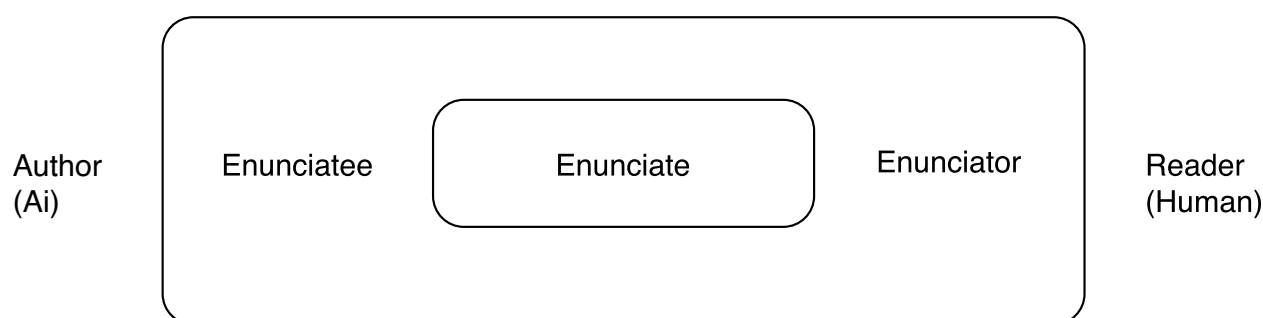 Author
(Ai)
Enunciatee
Enunciate
Enunciator
Reader
(Human)